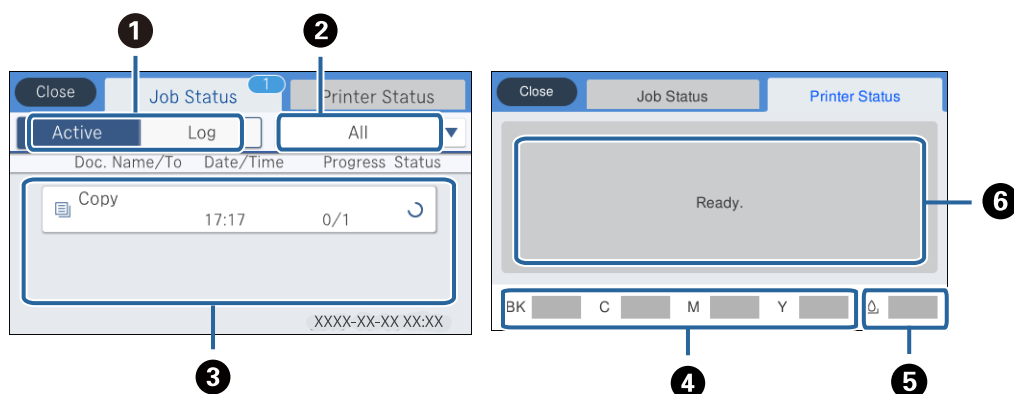 1 2
Close Job Status 1 Printer Status
Active Log All
Doc. Name/To Date/Time Progress Status
Copy
17:17 0/1
XXXX-XX-XX XX:XX
3
Close Job Status Printer Status
Ready.
6
BK C M Y
4 5